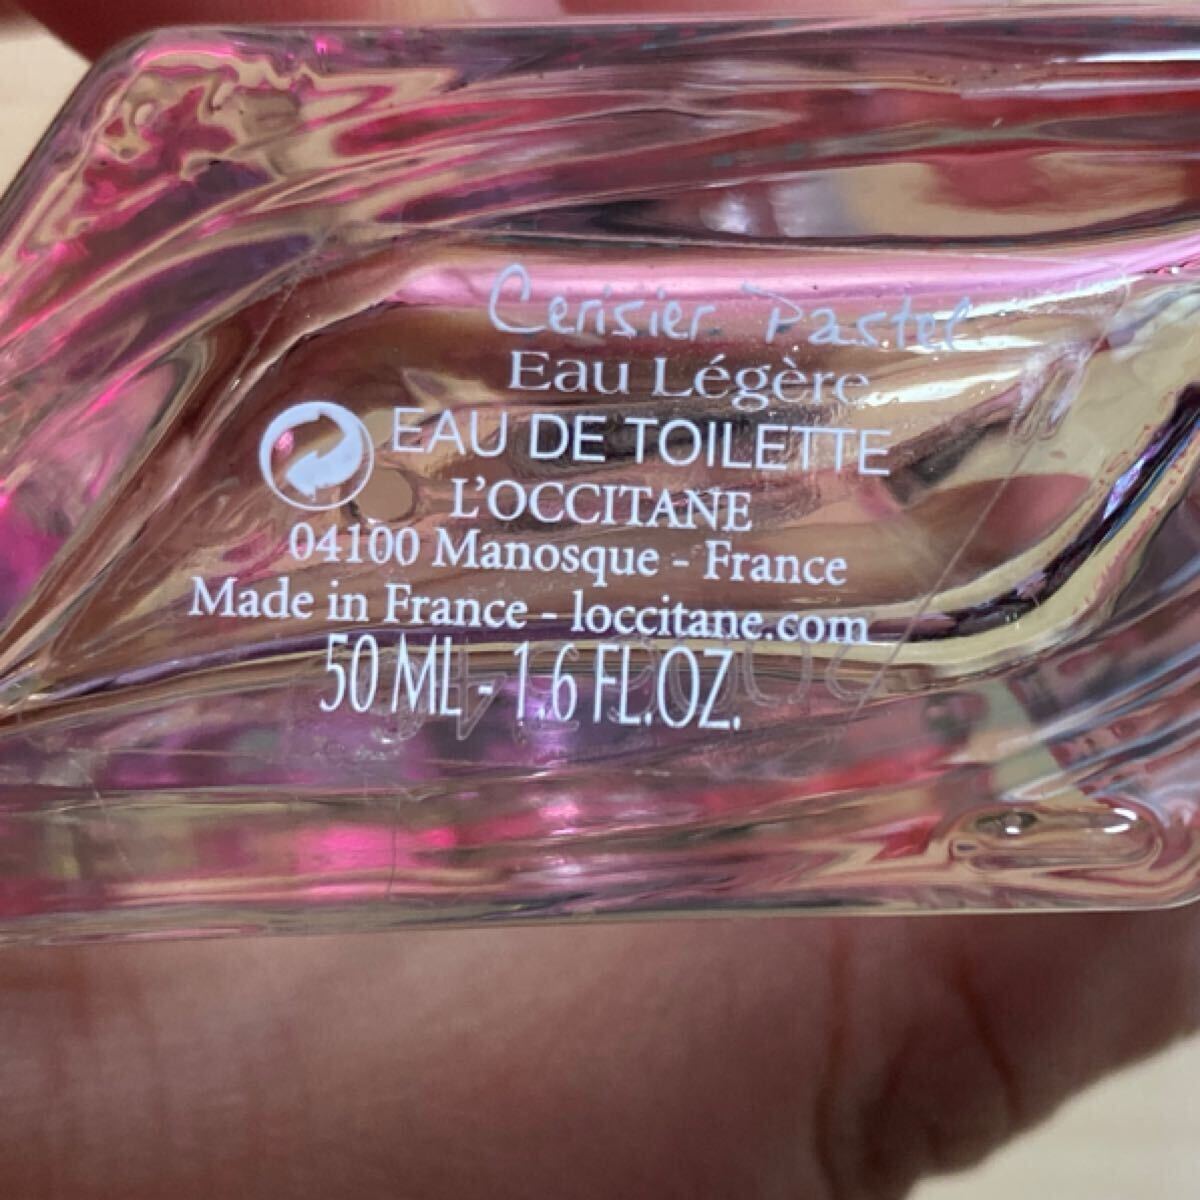 Cerisier Pastel
Eau Légère
EAU DE TOILETTE
L'OCCITANE
04100 Manosque - France
Made in France - loccitane.com
50 ML - 1.6 FL.OZ.